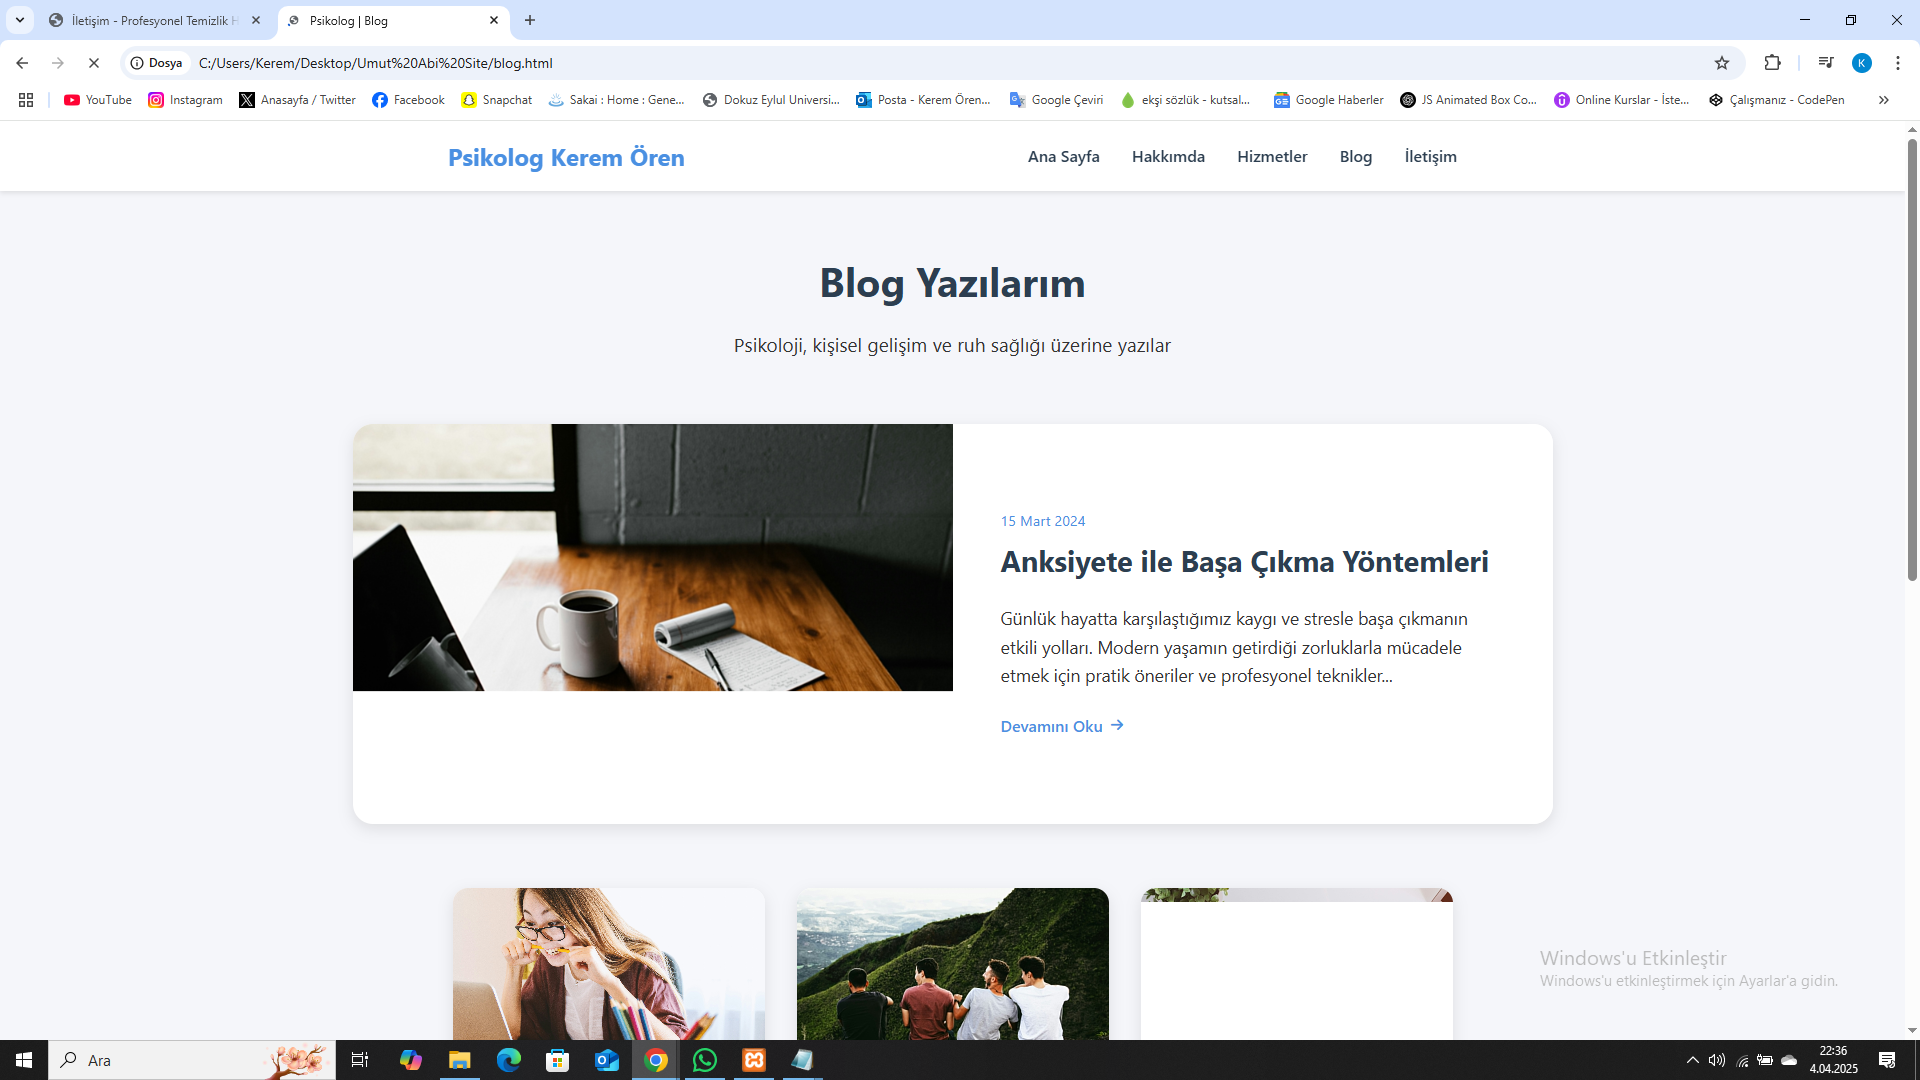 İletişim - Profesyonel Temizlik H
Psikolog | Blog
Dosya
C:/Users/Kerem/Desktop/Umut%20Abi%20Site/blog.html
K
YouTube
Instagram
Anasayfa / Twitter
Facebook
Snapchat
Sakai : Home : Gene...
Dokuz Eylul Universi...
Posta - Kerem Ören...
Google Çeviri
ekşi sözlük - kutsal...
Google Haberler
JS Animated Box Co...
Online Kurslar - İste...
Çalışmanız - CodePen
Psikolog Kerem Ören
Ana Sayfa
Hakkımda
Hizmetler
Blog
İletişim
Blog Yazılarım
Psikoloji, kişisel gelişim ve ruh sağlığı üzerine yazılar
15 Mart 2024
Anksiyete ile Başa Çıkma Yöntemleri
Günlük hayatta karşılaştığımız kaygı ve stresle başa çıkmanın
etkili yolları. Modern yaşamın getirdiği zorluklarla mücadele
etmek için pratik öneriler ve profesyonel teknikler...
Devamını Oku
Windows'u Etkinleştir
Windows'u etkinleştirmek için Ayarlar'a gidin.
Ara
22:36
4.04.2025